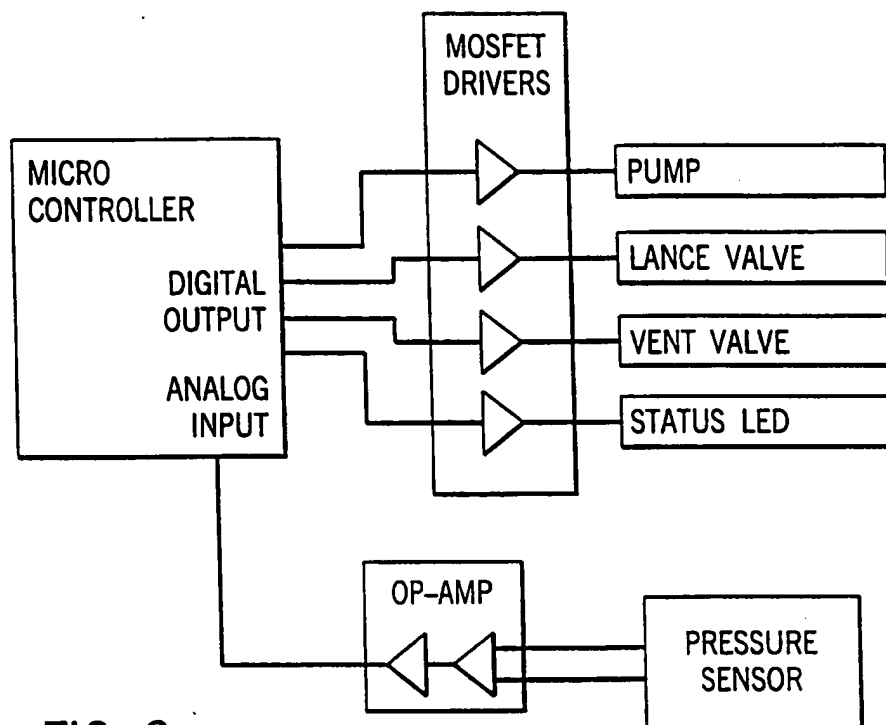 MOSFET
DRIVERS
MICRO
CONTROLLER
DIGITAL
OUTPUT
ANALOG
INPUT
PUMP
LANCE VALVE
VENT VALVE
STATUS LED
OP-AMP
PRESSURE
SENSOR